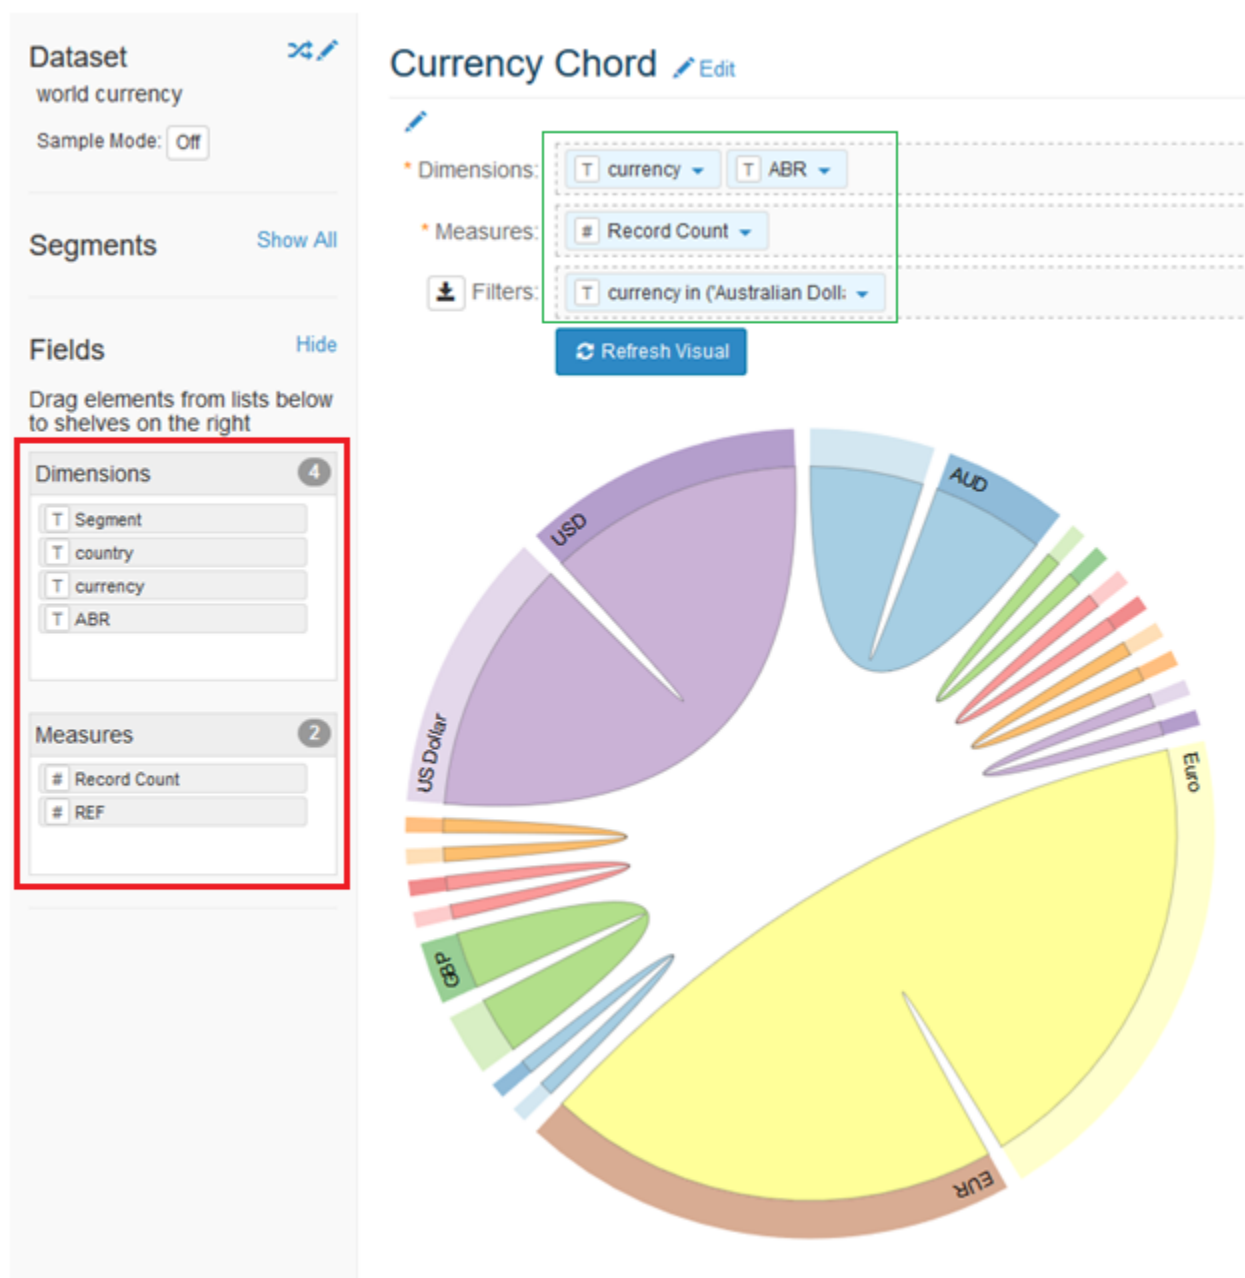 Dataset
world currency
Sample Mode: Off
Segments Show All
Fields Hide
Drag elements from lists below
to shelves on the right
Dimensions 4
T Segment
T country
T currency
T ABR
Measures 2
# Record Count
# REF
Currency Chord Edit
* Dimensions: T currency T ABR
* Measures: # Record Count
Filters: T currency in ('Australian Doll
Refresh Visual
USD
AUD
US Dollar
Euro
GBP
EUR